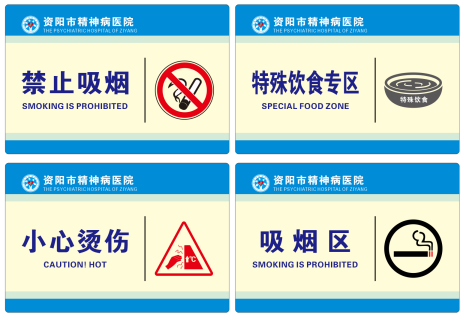 资阳市精神病医院
THE PSYCHIATRIC HOSPITAL OF ZIYANG
禁止吸烟
SMOKING IS PROHIBITED
资阳市精神病医院
THE PSYCHIATRIC HOSPITAL OF ZIYANG
特殊饮食专区
SPECIAL FOOD ZONE
特殊饮食
资阳市精神病医院
THE PSYCHIATRIC HOSPITAL OF ZIYANG
小心烫伤
CAUTION! HOT
℃
资阳市精神病医院
THE PSYCHIATRIC HOSPITAL OF ZIYANG
吸烟区
SMOKING IS PROHIBITED